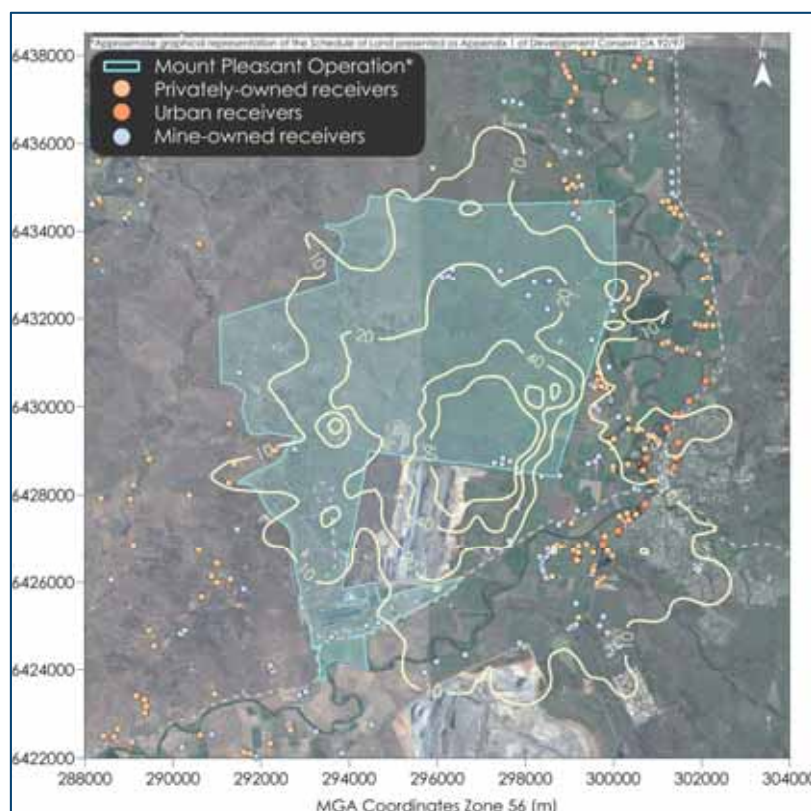 *Approximate graphical representation of the Schedule of Land presented as Appendix 1 of Development Consent DA 92/97
N
Mount Pleasant Operation*
Privately-owned receivers
Urban receivers
Mine-owned receivers
6438000
6436000
6434000
6432000
6430000
6428000
6426000
6424000
6422000
10
10
20
20
10
40
10
10
10
10
10
288000 290000 292000 294000 296000 298000 300000 302000 304000
MGA Coordinates Zone 56 (m)